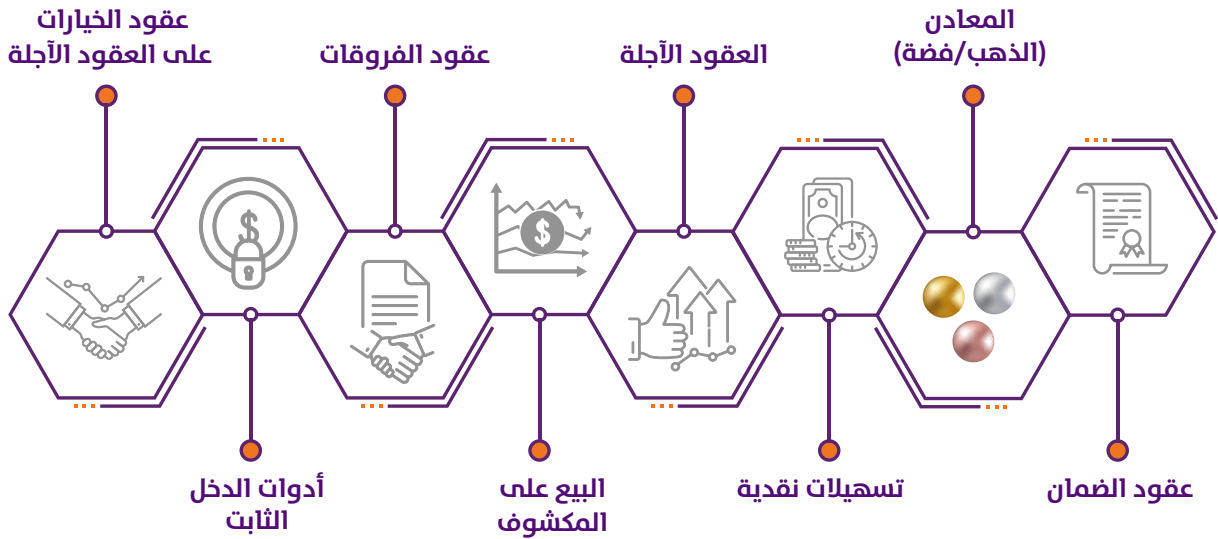 المعادن
(الذهب/فضة)
العقود الآجلة
عقود الفروقات
عقود الخيارات
على العقود الآجلة
$
$
عقود الضمان
تسهيلات نقدية
البيع على
المكشوف
أدوات الدخل
الثابت